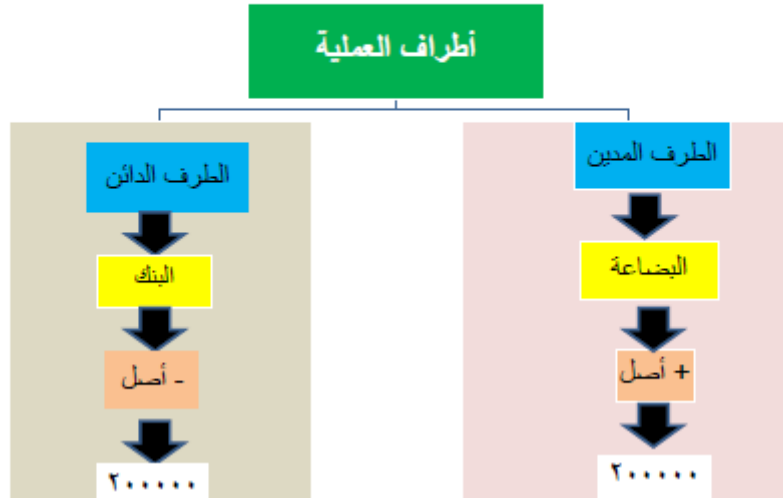 أطراف العملية
الطرف المدين
البضاعة
+ أصل
٢٠٠٠٠٠
الطرف الدائن
البنك
- أصل
٢٠٠٠٠٠